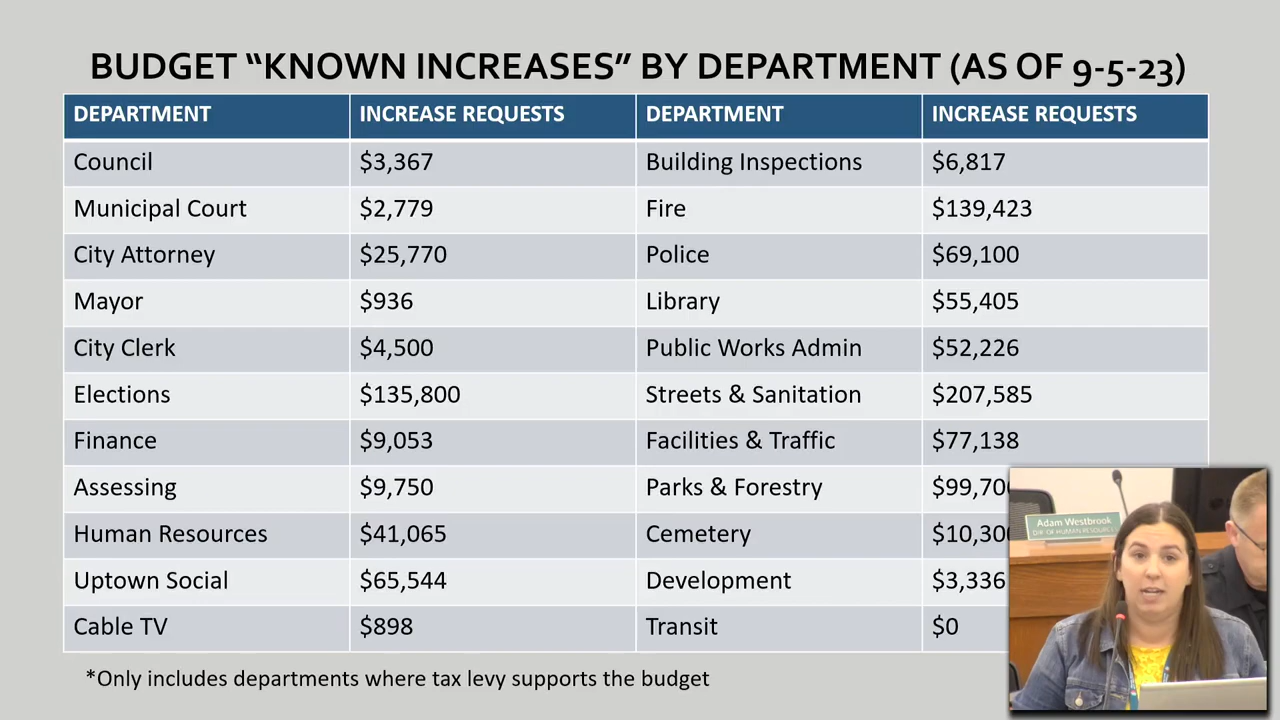 BUDGET “KNOWN INCREASES” BY DEPARTMENT (AS OF 9-5-23)
DEPARTMENT INCREASE REQUESTS DEPARTMENT INCREASE REQUESTS
Council $3,367 Building Inspections $6,817
Municipal Court $2,779 Fire $139,423
City Attorney $25,770 Police $69,100
Mayor $936 Library $55,405
City Clerk $4,500 Public Works Admin $52,226
Elections $135,800 Streets & Sanitation $207,585
Finance $9,053 Facilities & Traffic $77,138
Assessing $9,750 Parks & Forestry
Human Resources $41,065 Cemetery
Uptown Social $65,544 Development $3,336
Cable TV $898 Transit $0
*Only includes departments where tax levy supports the budget
Adam Westbrook
DIR OF HUMAN RESOURCES